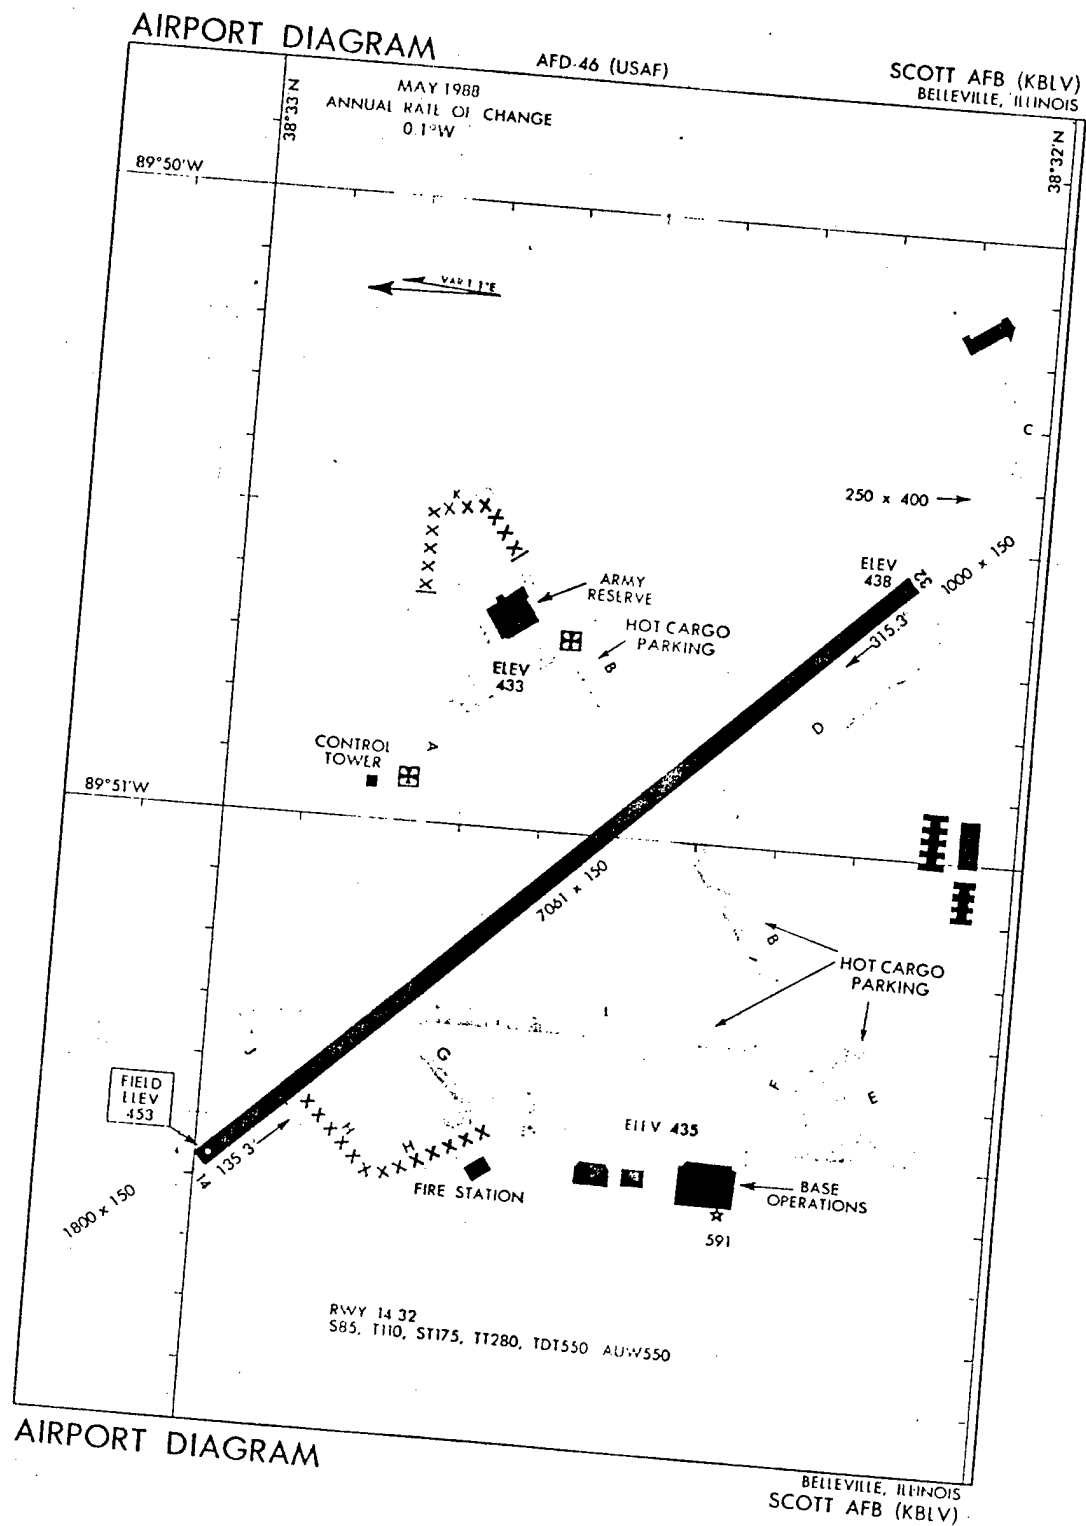 AIRPORT DIAGRAM
AFD-46 (USAF)
SCOTT AFB (KBLV)
BELLEVILLE, ILLINOIS
MAY 1988
ANNUAL RATE OF CHANGE
0.1°W
38°33'N
38°32'N
89°50'W
VAR 1.1°E
C
250 x 400
K
ELEV
438
32
1000 x 150
315.3°
ARMY
RESERVE
HOT CARGO
PARKING
B
ELEV
433
D
A
CONTROL
TOWER
89°51'W
7061 x 150
B
HOT CARGO
PARKING
I
J
G
F
E
FIELD
ELEV
453
H
H
ELEV 435
135.3°
14
1800 x 150
FIRE STATION
BASE
OPERATIONS
591
RWY 14 32
S85, T110, ST175, TT280, TDT550 AUW550
AIRPORT DIAGRAM
BELLEVILLE, ILLINOIS
SCOTT AFB (KBLV)